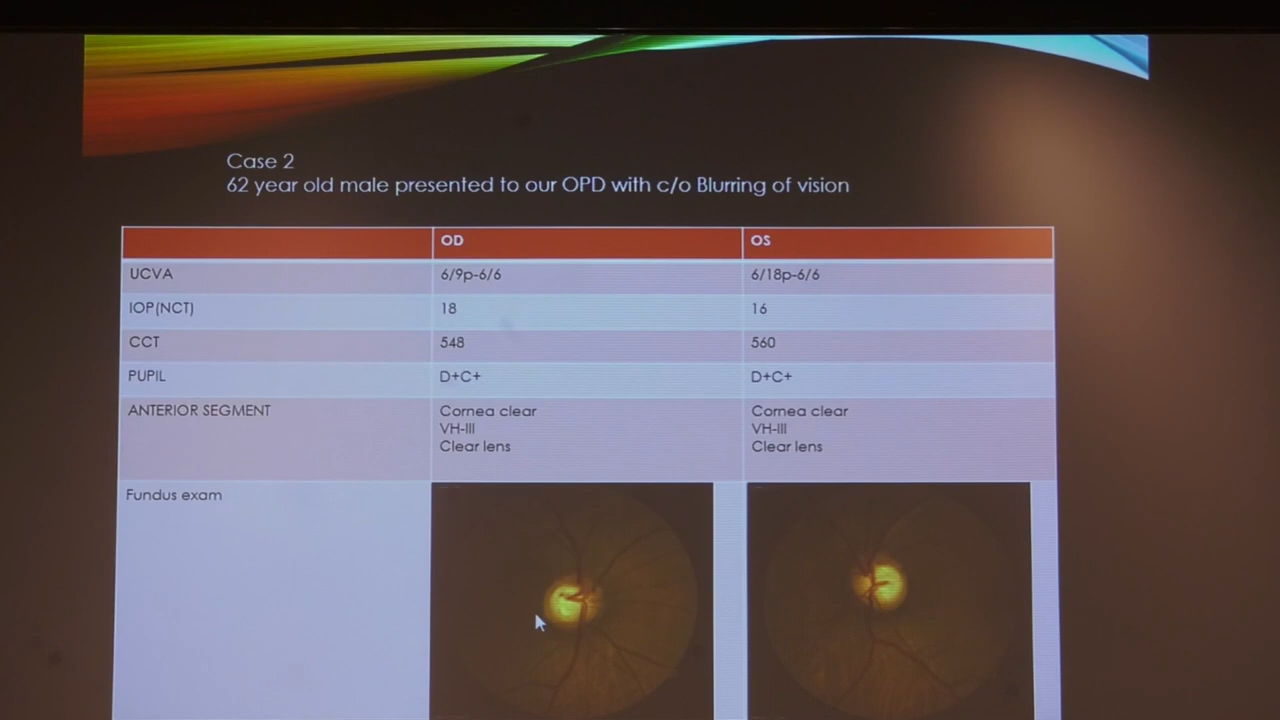 Case 2
62 year old male presented to our OPD with c/o Blurring of vision
OD OS
UCVA 6/9p-6/6 6/18p-6/6
IOP(NCT) 18 16
CCT 548 560
PUPIL D+C+ D+C+
ANTERIOR SEGMENT Cornea clear Cornea clear
VH-III VH-III
Clear lens Clear lens
Fundus exam